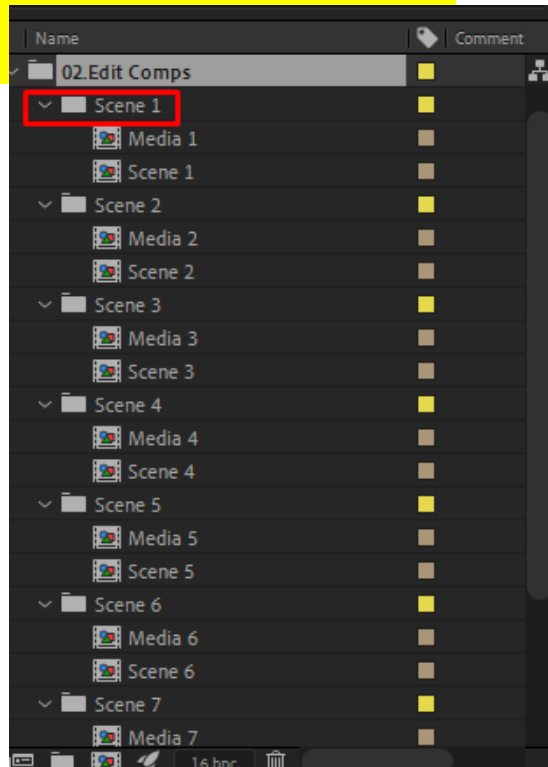 Name Comment
02.Edit Comps
Scene 1
Media 1
Scene 1
Scene 2
Media 2
Scene 2
Scene 3
Media 3
Scene 3
Scene 4
Media 4
Scene 4
Scene 5
Media 5
Scene 5
Scene 6
Media 6
Scene 6
Scene 7
Media 7
16 bpc